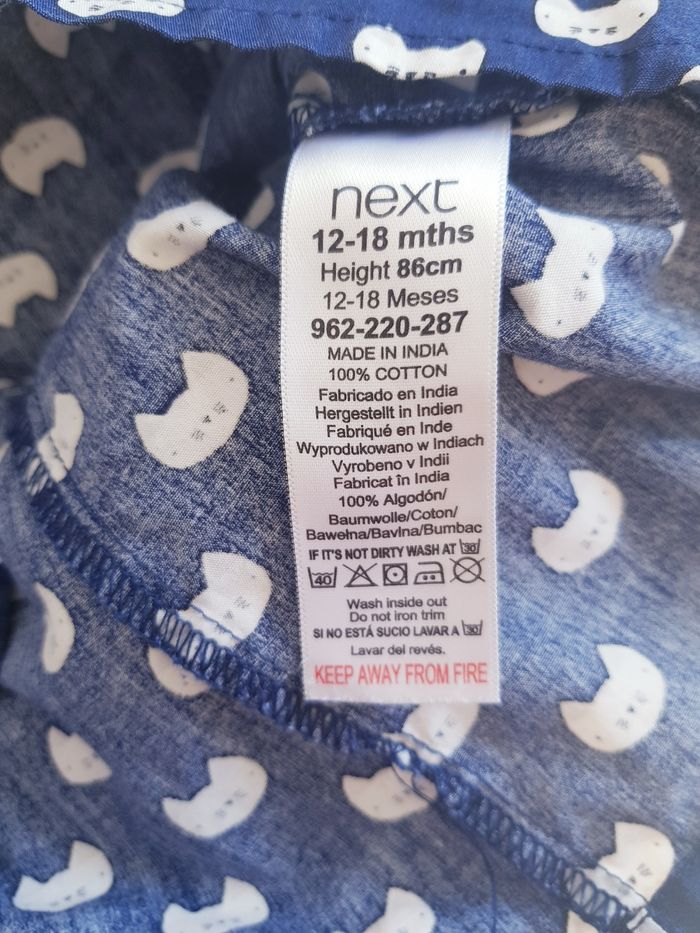 next
12-18 mths
Height 86cm
12-18 Meses
962-220-287
MADE IN INDIA
100% COTTON
Fabricado en India
Hergestellt in Indien
Fabriqué en Inde
Wyprodukowano w Indiach
Vyrobeno v Indii
Fabricat în India
100% Algodón/
Baumwolle/Coton/
Bawełna/Bavlna/Bumbac
IF IT'S NOT DIRTY WASH AT 30
40
Wash inside out
Do not iron trim
SI NO ESTÁ SUCIO LAVAR A 30
Lavar del revés.
KEEP AWAY FROM FIRE